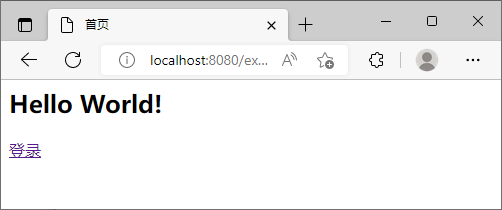 首页
localhost:8080/ex...
Hello World!
登录